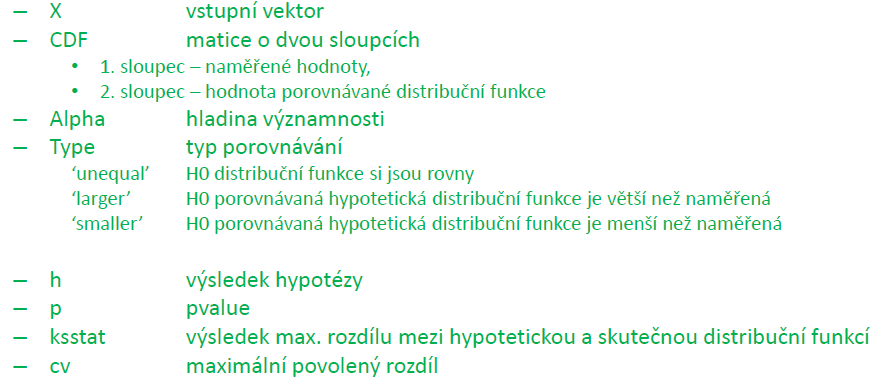 – X vstupní vektor
– CDF matice o dvou sloupcích
• 1. sloupec – naměřené hodnoty,
• 2. sloupec – hodnota porovnávané distribuční funkce
– Alpha hladina významnosti
– Type typ porovnávání
‘unequal’ H0 distribuční funkce si jsou rovny
‘larger’ H0 porovnávaná hypotetická distribuční funkce je větší než naměřená
‘smaller’ H0 porovnávaná hypotetická distribuční funkce je menší než naměřená
– h výsledek hypotézy
– p pvalue
– ksstat výsledek max. rozdílu mezi hypotetickou a skutečnou distribuční funkcí
– cv maximální povolený rozdíl